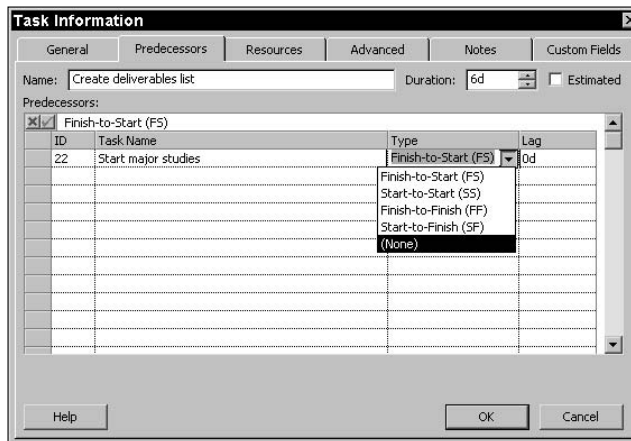 Task Information
General Predecessors Resources Advanced Notes Custom Fields
Name: Create deliverables list Duration: 6d Estimated
Predecessors:
Finish-to-Start (FS)
ID Task Name Type Lag
22 Start major studies Finish-to-Start (FS) 0d
Finish-to-Start (FS)
Start-to-Start (SS)
Finish-to-Finish (FF)
Start-to-Finish (SF)
(None)
Help OK Cancel